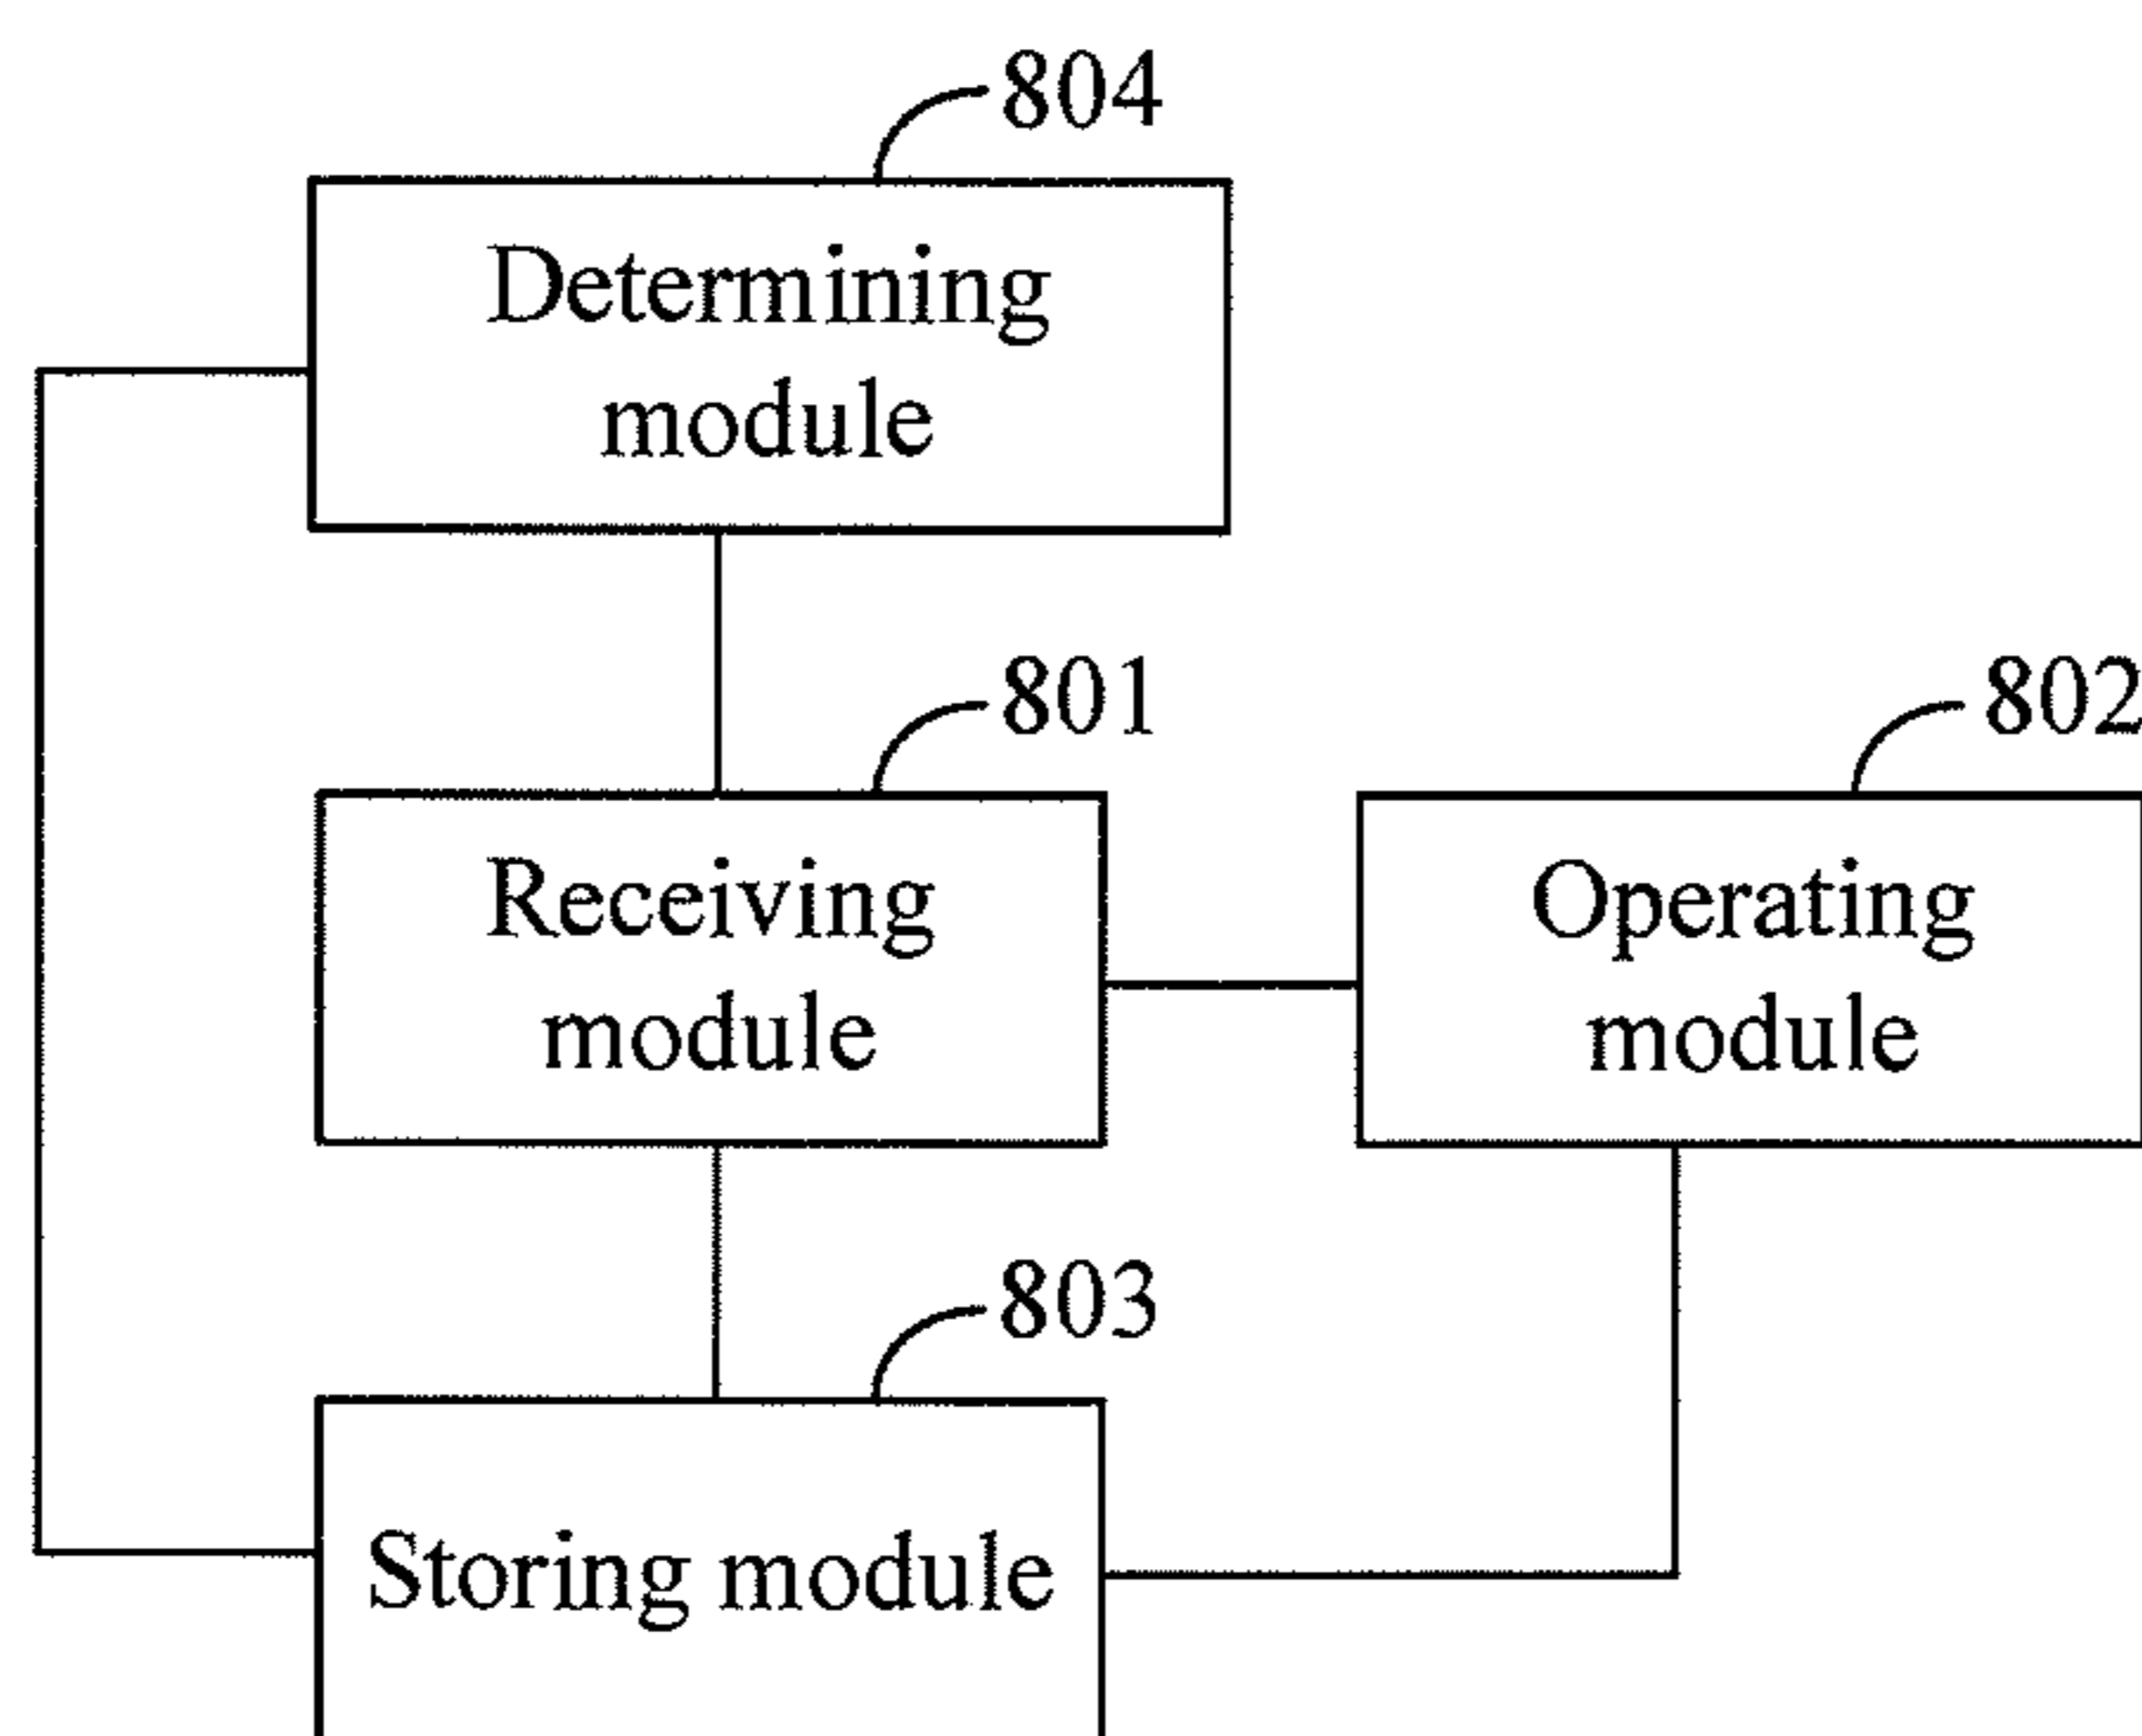 804
Determining
module
801
802
Receiving
module
Operating
module
803
Storing module